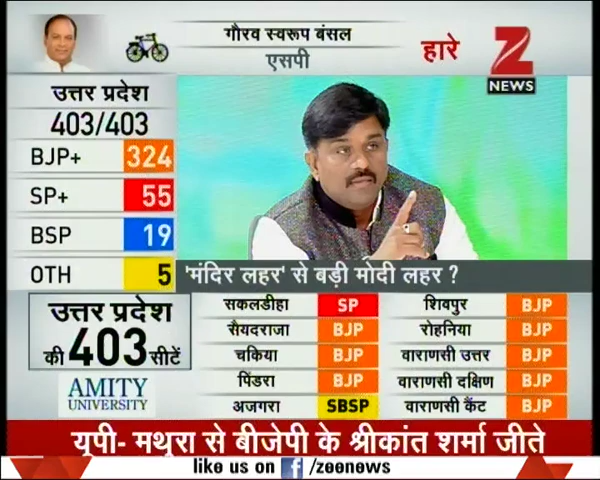 गौरव स्वरूप बंसल
एसपी
हारे
Z
NEWS
उत्तर प्रदेश
403/403
BJP+ 324
SP+ 55
BSP 19
OTH 5
'मंदिर लहर' से बड़ी मोदी लहर ?
उत्तर प्रदेश
की 403 सीटें
AMITY
UNIVERSITY
सकलडीहा SP
सैयदराजा BJP
चकिया BJP
पिंडरा BJP
अजगरा SBSP
शिवपुर BJP
रोहनिया BJP
वाराणसी उत्तर BJP
वाराणसी दक्षिण BJP
वाराणसी कैंट BJP
यूपी- मथुरा से बीजेपी के श्रीकांत शर्मा जीते
like us on f/zeenews